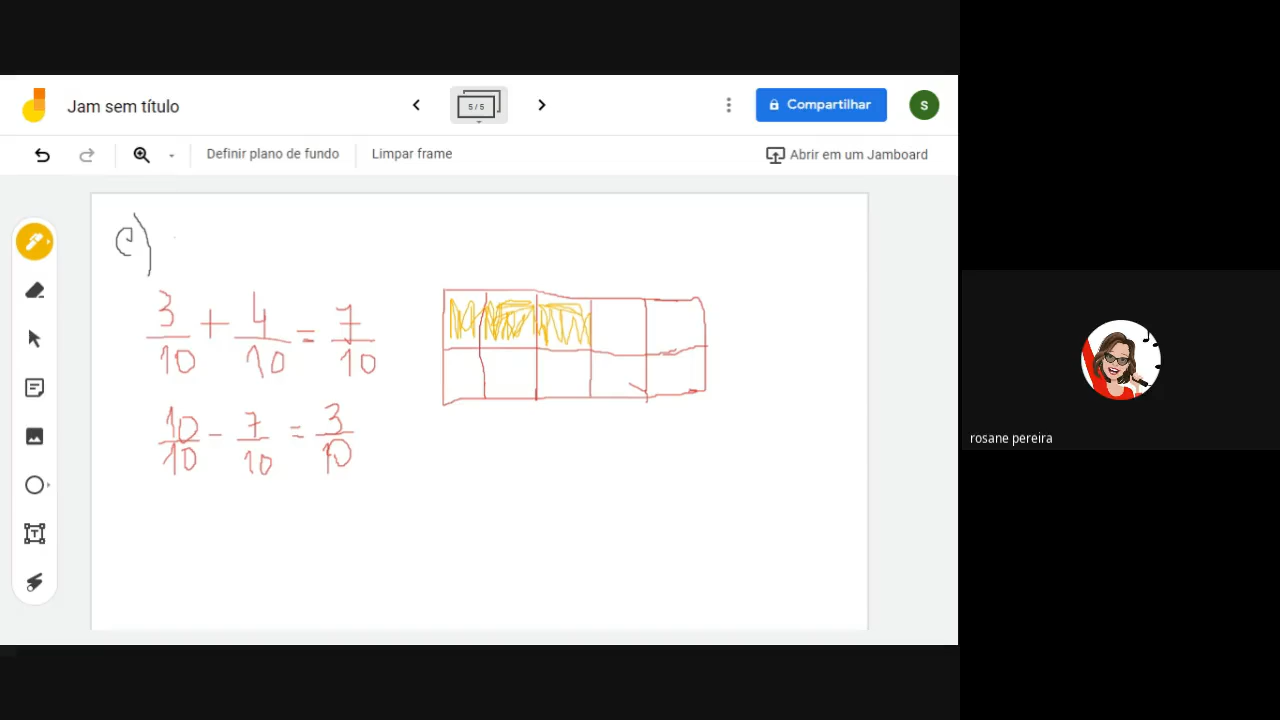 Jam sem título
5 / 5
Compartilhar
S
Definir plano de fundo
Limpar frame
Abrir em um Jamboard
e)
3/10 + 4/10 = 7/10
10/10 - 7/10 = 3/10
T
rosane pereira